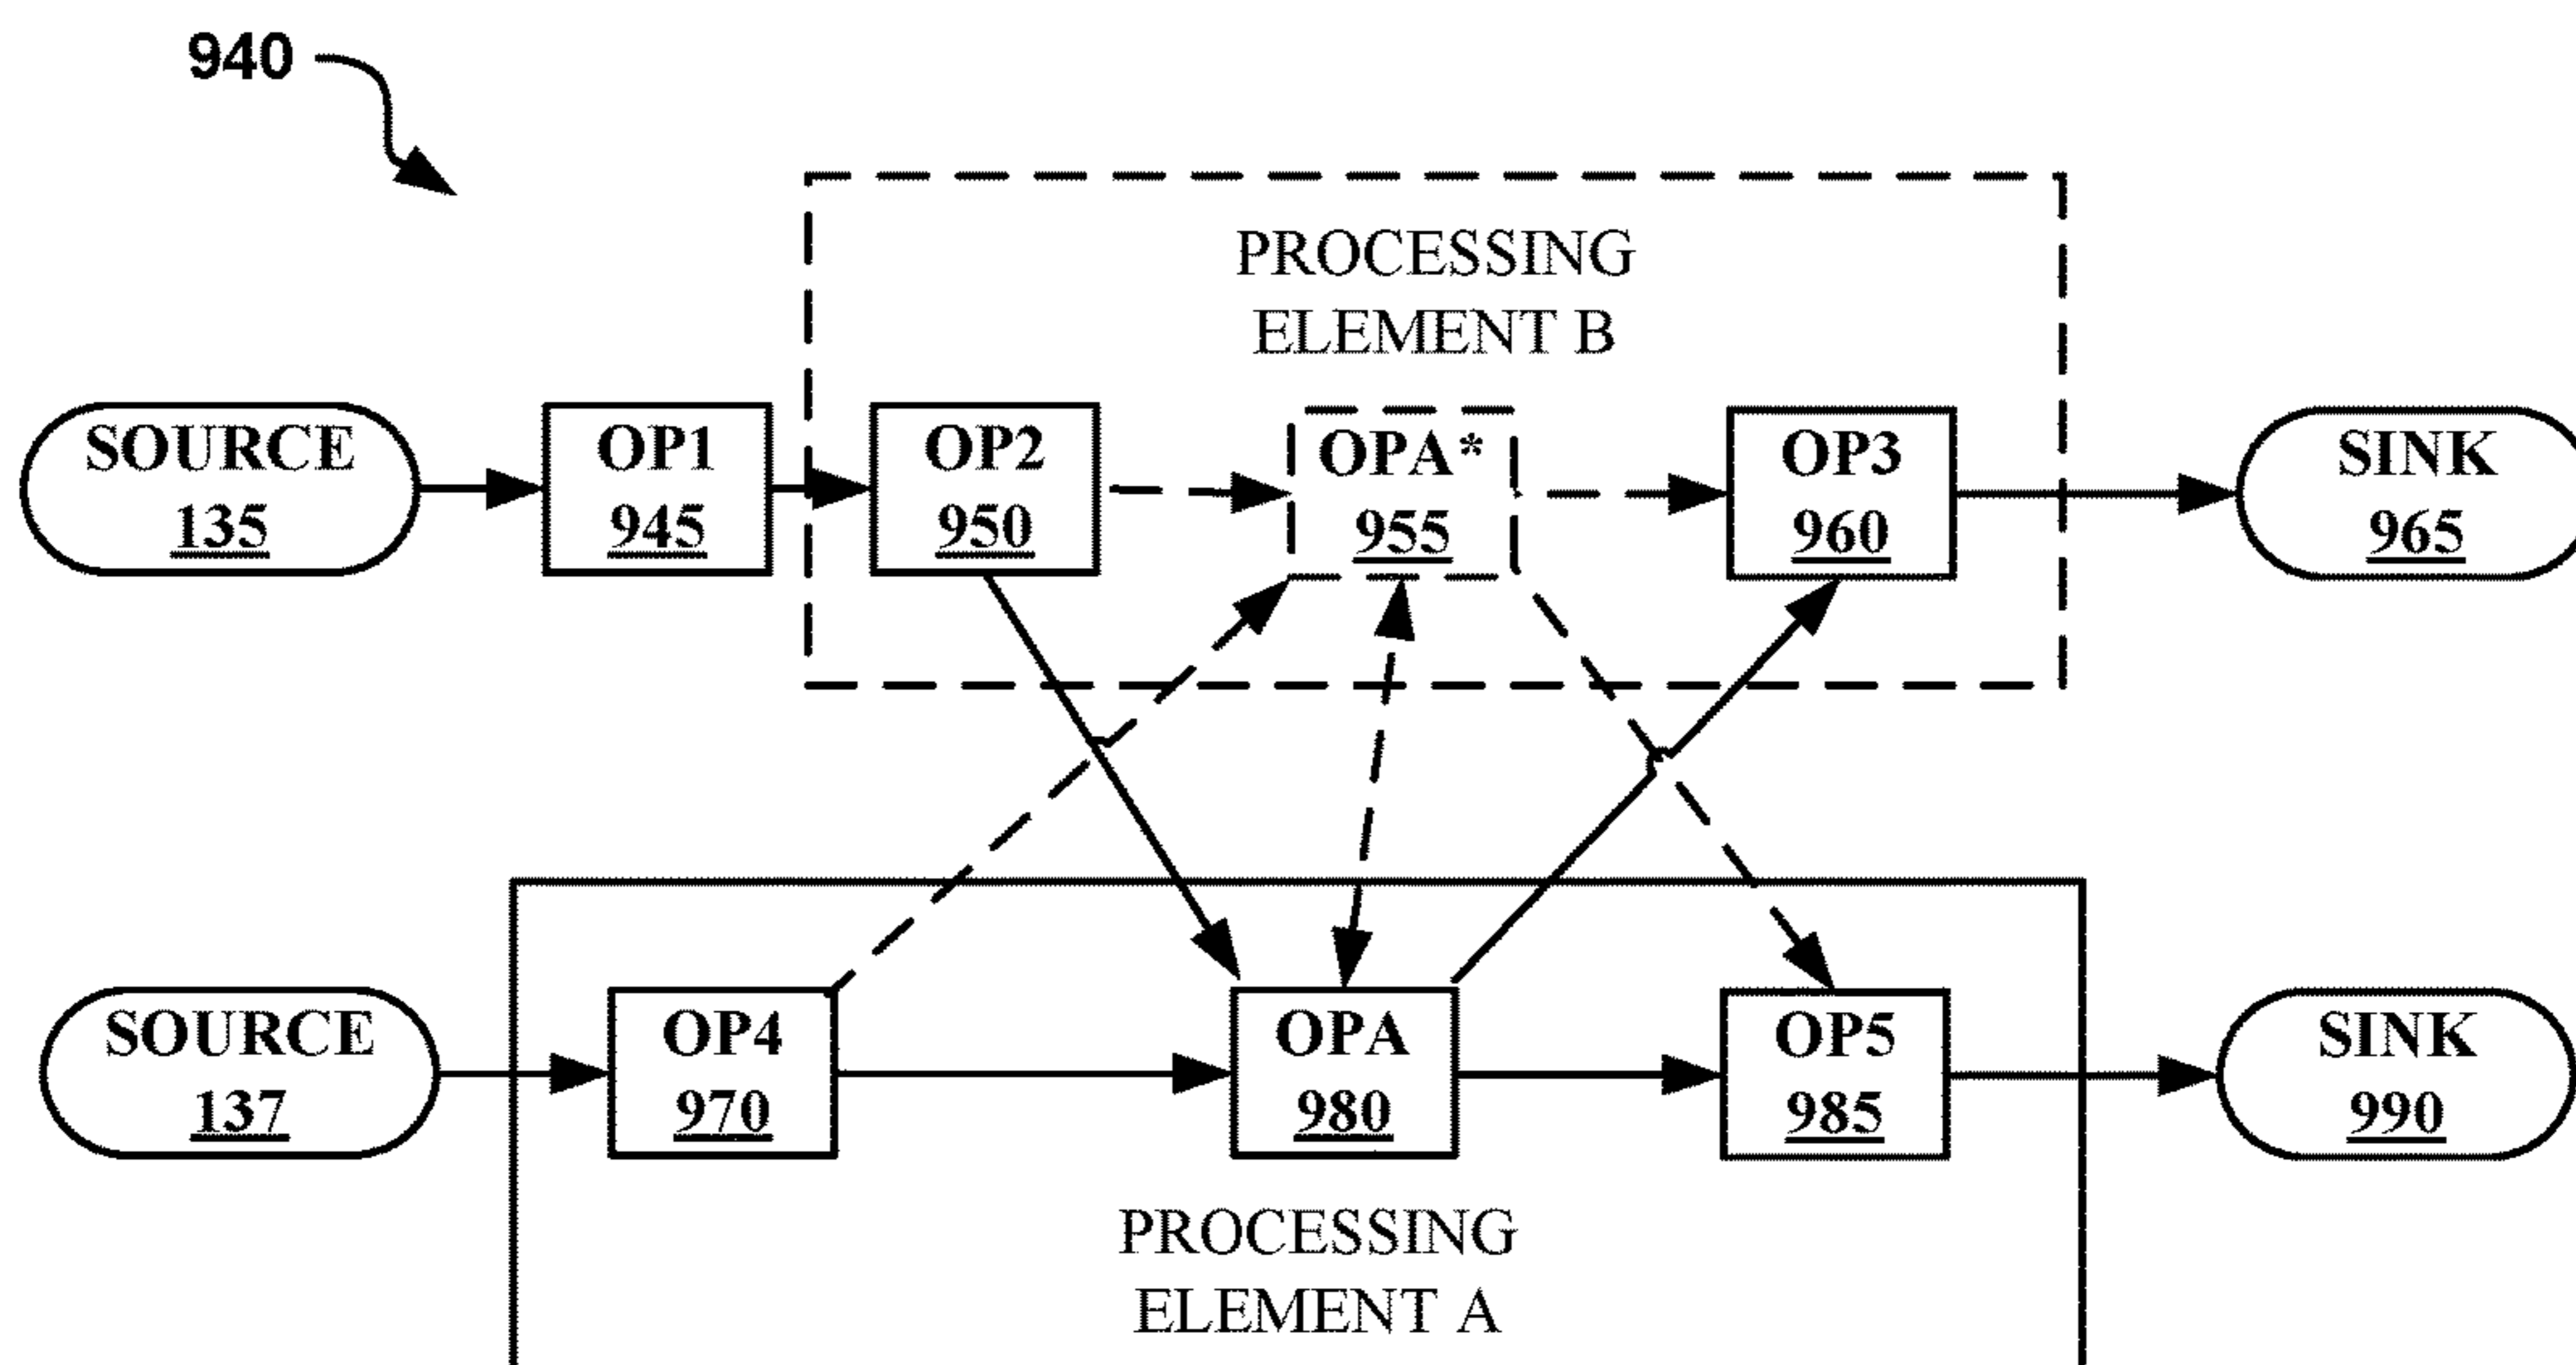 940
PROCESSING
ELEMENT B
SOURCE
135
OP1
945
OP2
950
OPA*
955
OP3
960
SINK
965
SOURCE
137
OP4
970
OPA
980
OP5
985
SINK
990
PROCESSING
ELEMENT A